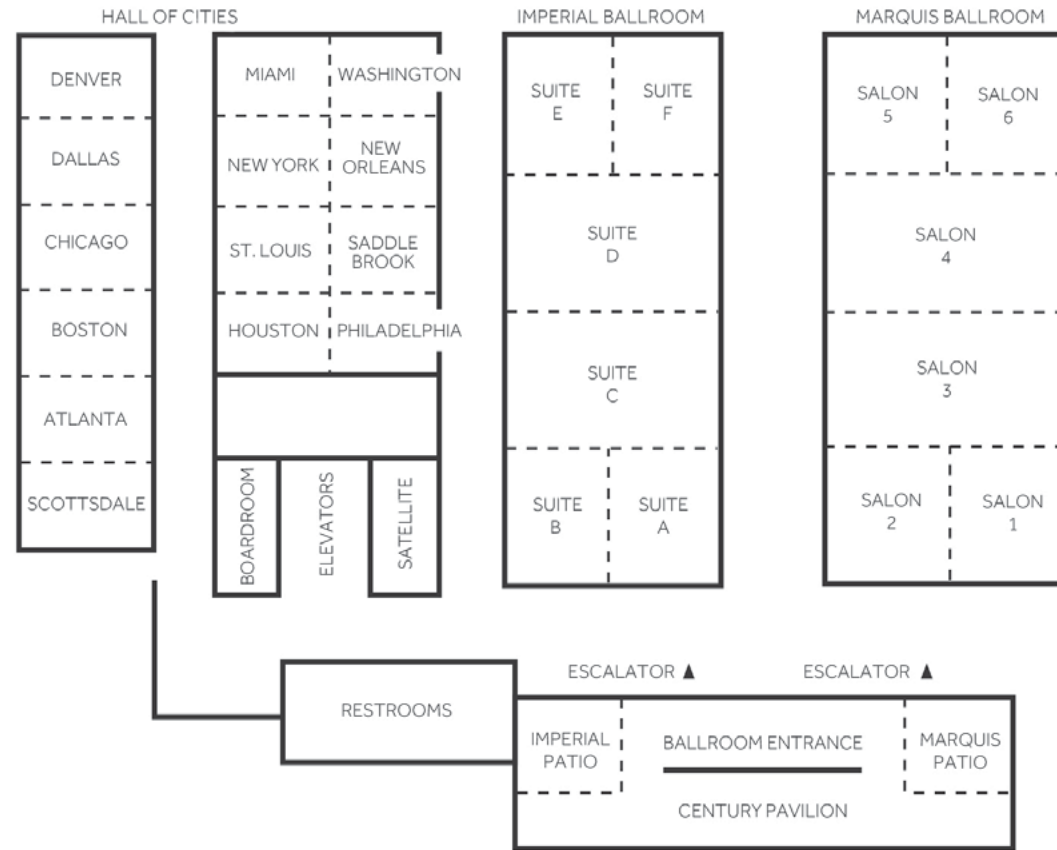 HALL OF CITIES
IMPERIAL BALLROOM
MARQUIS BALLROOM
DENVER
DALLAS
CHICAGO
BOSTON
ATLANTA
SCOTTSDALE
MIAMI
WASHINGTON
NEW YORK
NEW
ORLEANS
ST. LOUIS
SADDLE
BROOK
HOUSTON
PHILADELPHIA
BOARDROOM
ELEVATORS
SATELLITE
SUITE
E
SUITE
F
SUITE
D
SUITE
C
SUITE
B
SUITE
A
SALON
5
SALON
6
SALON
4
SALON
3
SALON
2
SALON
1
RESTROOMS
ESCALATOR ▲
ESCALATOR ▲
IMPERIAL
PATIO
BALLROOM ENTRANCE
MARQUIS
PATIO
CENTURY PAVILION